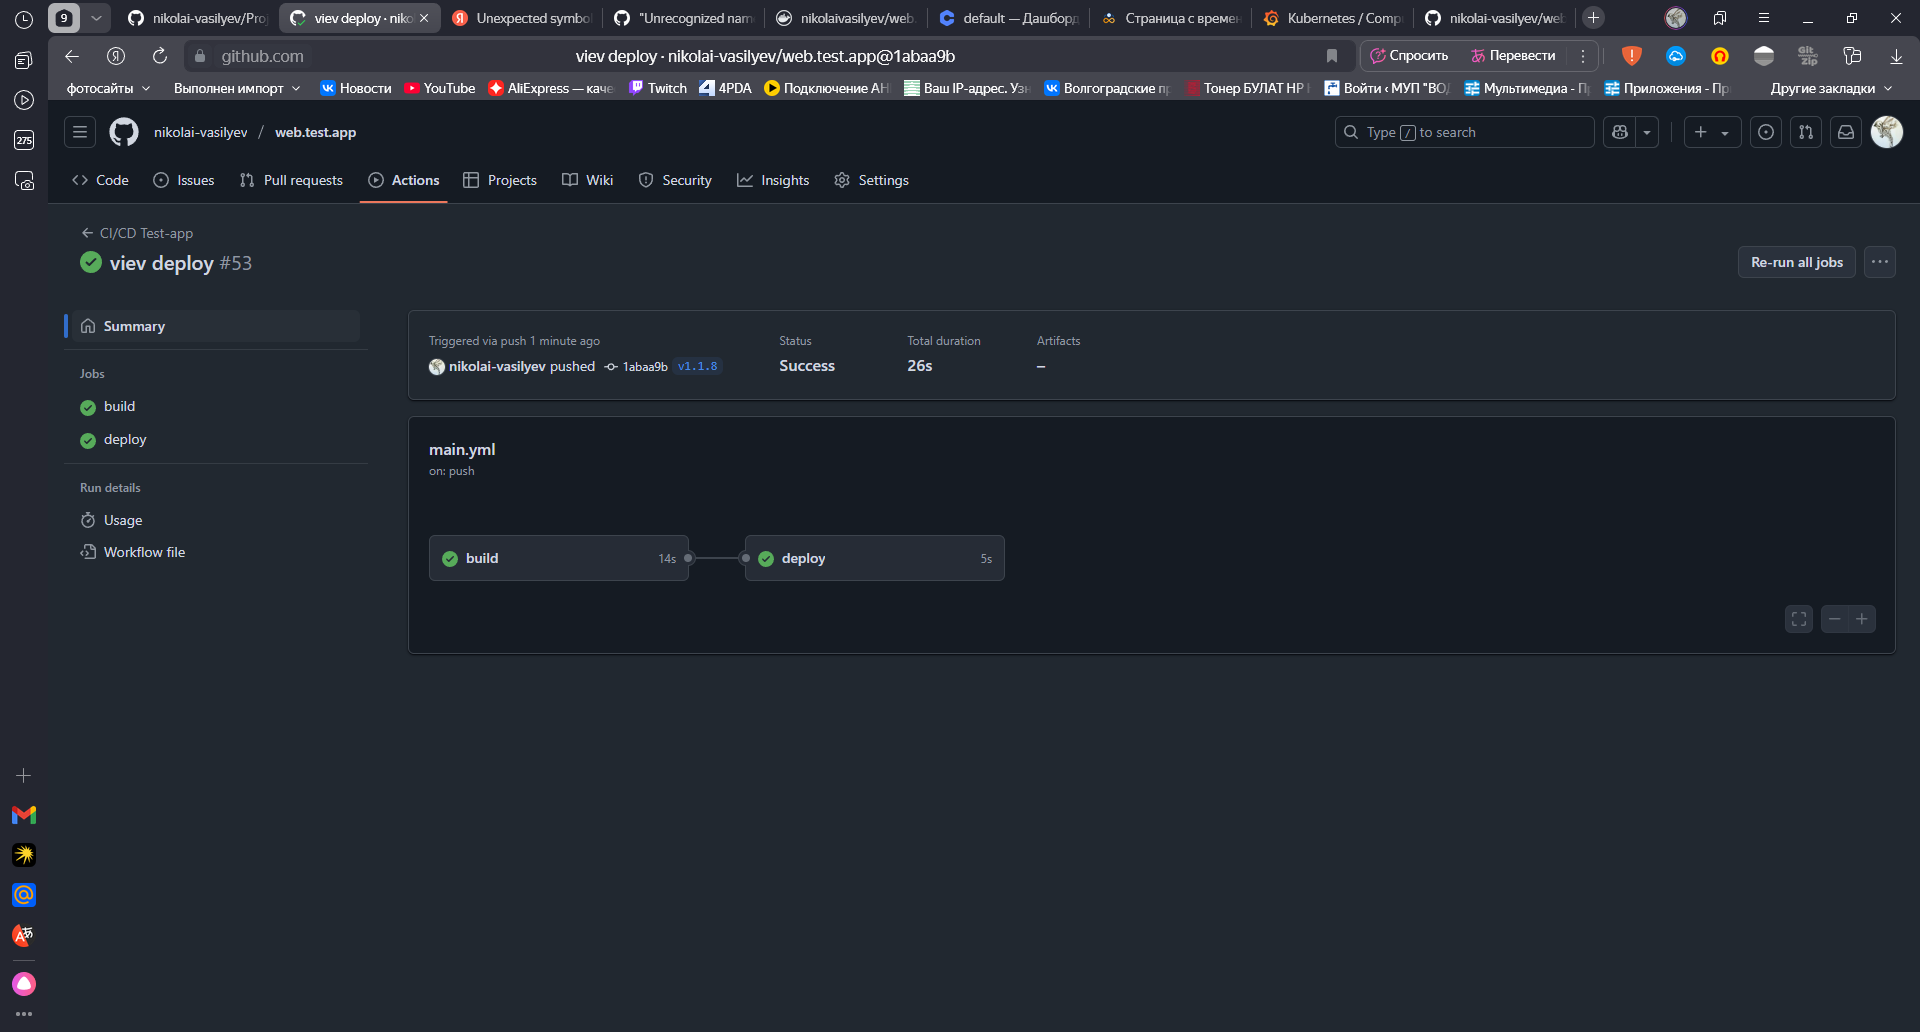 9
nikolai-vasilyev/Proj
viev deploy · niko
Unexpected symbol
"Unrecognized nam
nikolaivasilyev/web.
default — Дашборд
Страница с времен
Kubernetes / Comp
nikolai-vasilyev/web
github.com
viev deploy · nikolai-vasilyev/web.test.app@1abaa9b
Спросить
Перевести
фотосайты
Выполнен импорт
Новости
YouTube
AliExpress — каче
Twitch
4PDA
Подключение АН
Ваш IP-адрес. Узн
Волгоградские пр
Тонер БУЛАТ HP
Войти ‹ МУП "ВОД
Мультимедиа - Пр
Приложения - Пр
Другие закладки
275
nikolai-vasilyev / web.test.app
Type / to search
Code
Issues
Pull requests
Actions
Projects
Wiki
Security
Insights
Settings
CI/CD Test-app
viev deploy #53
Re-run all jobs
Summary
Jobs
build
deploy
Run details
Usage
Workflow file
Triggered via push 1 minute ago
nikolai-vasilyev pushed 1abaa9b v1.1.8
Status
Success
Total duration
26s
Artifacts
–
main.yml
on: push
build 14s
deploy 5s